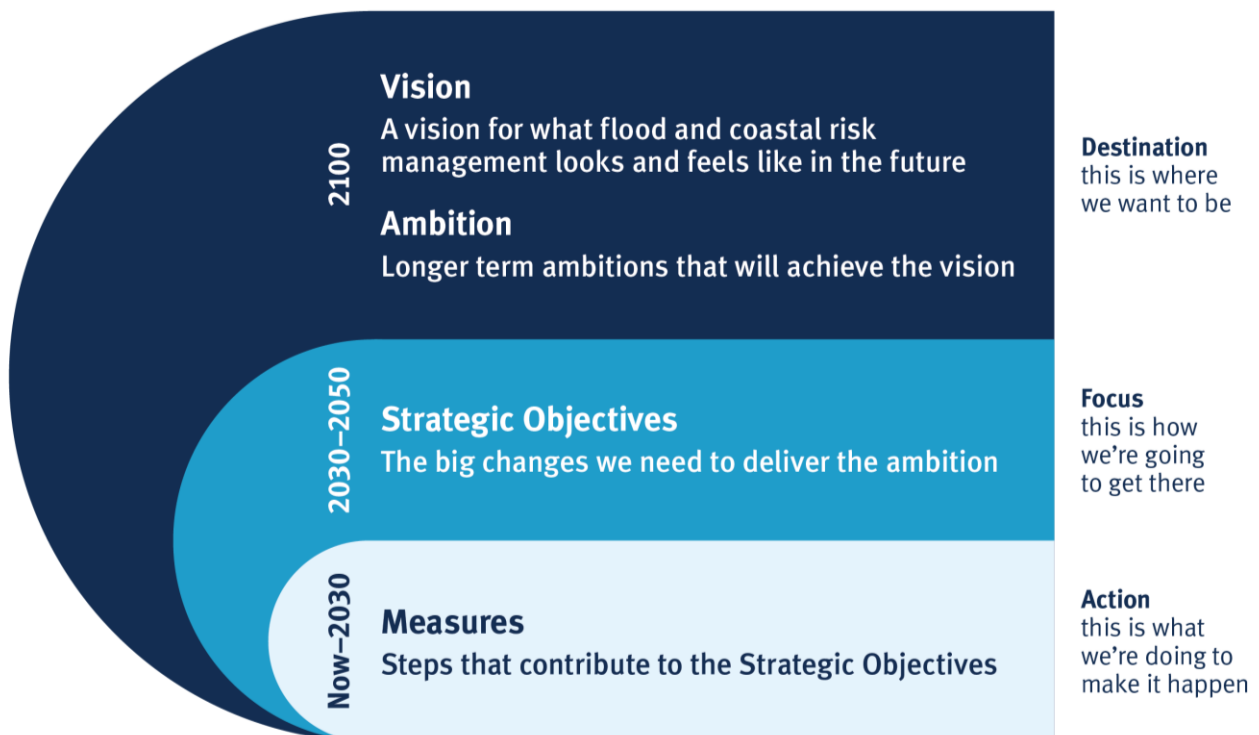 2100
Vision
A vision for what flood and coastal risk
management looks and feels like in the future
Ambition
Longer term ambitions that will achieve the vision
Destination
this is where
we want to be
2030–2050
Strategic Objectives
The big changes we need to deliver the ambition
Focus
this is how
we’re going
to get there
Now–2030
Measures
Steps that contribute to the Strategic Objectives
Action
this is what
we’re doing to
make it happen